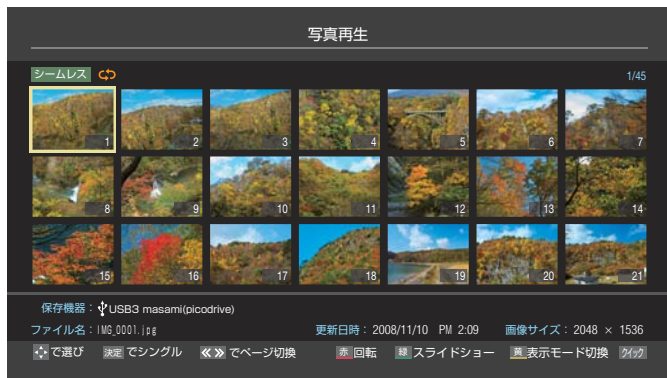 写真再生
シームレス 1/45
1 2 3 4 5 6 7
8 9 10 11 12 13 14
15 16 17 18 19 20 21
保存機器：USB3 masami(picodrive)
ファイル名：IMG_0001.jpg 更新日時：2008/11/10 PM 2:09 画像サイズ：2048 × 1536
で選び 決定 でシングル ≪≫ でページ切換 赤 回転 緑 スライドショー 黄 表示モード切換 クイック